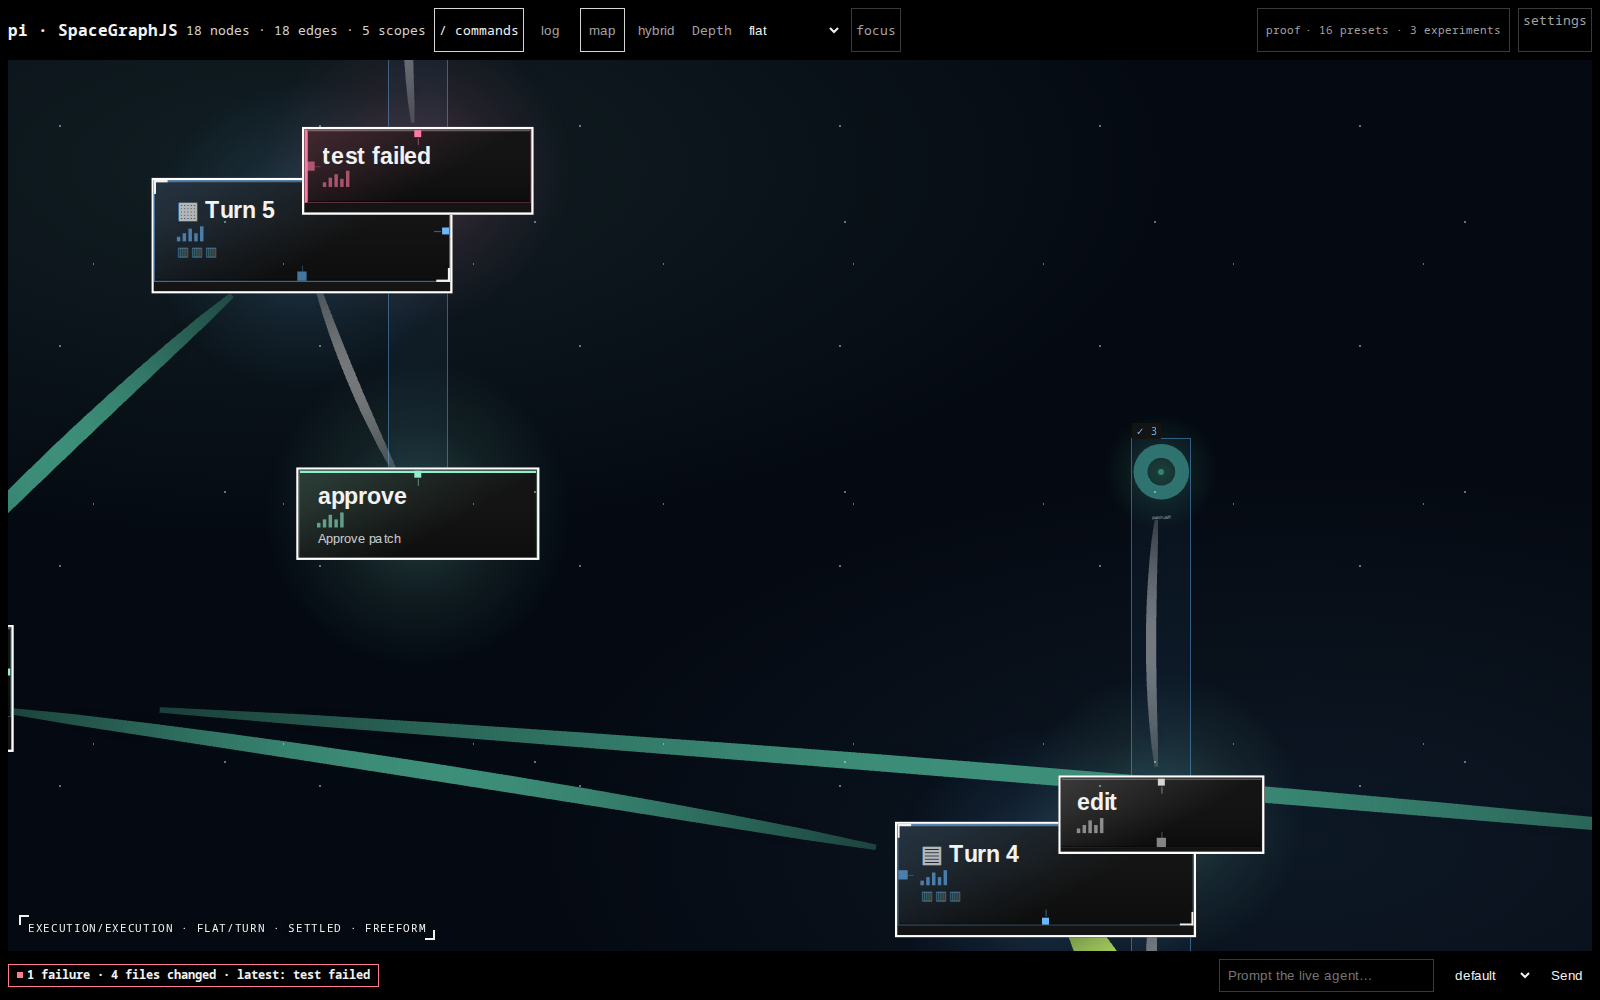 pi · SpaceGraphJS 18 nodes · 18 edges · 5 scopes / commands log map hybrid Depth flat focus proof · 16 presets · 3 experiments settings
test failed
Turn 5
approve
Approve patch
✓ 3
edit
Turn 4
EXECUTION/EXECUTION · FLAT/TURN · SETTLED · FREEFORM
1 failure · 4 files changed · latest: test failed Prompt the live agent… default Send